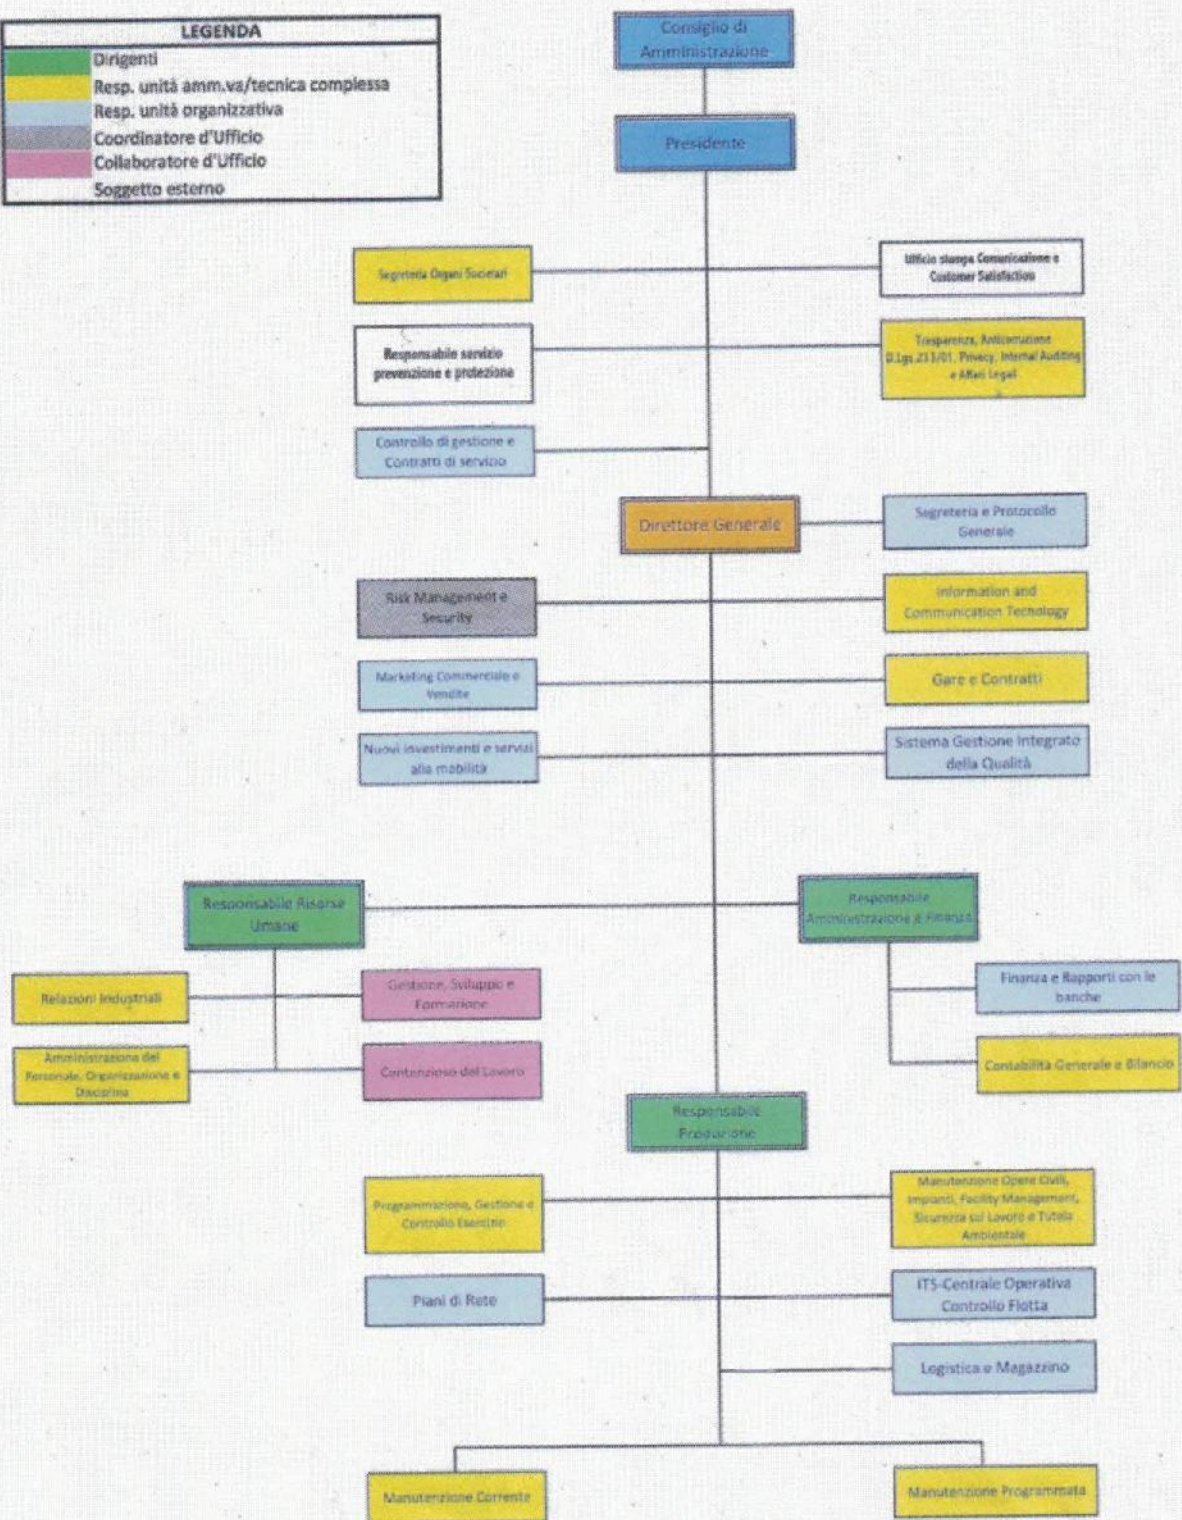 LEGENDA
Dirigenti
Resp. unità amm.va/tecnica complessa
Resp. unità organizzativa
Coordinatore d'Ufficio
Collaboratore d'Ufficio
Soggetto esterno
Consiglio di
Amministrazione
Presidente
Segreteria Organi Societari
Ufficio stampa Comunicazione e
Customer Satisfaction
Responsabile servizio
prevenzione e protezione
Trasparenza, Anticorruzione
D.Lgs.231/01, Privacy, Internal Auditing
e Affari Legali
Controllo di gestione e
Contratti di servizio
Direttore Generale
Segreteria e Protocollo
Generale
Risk Management e
Security
Information and
Communication Tecnology
Marketing Commerciale e
Vendite
Gare e Contratti
Nuovi investimenti e servizi
alla mobilità
Sistema Gestione Integrato
della Qualità
Responsabile Risorse
Umane
Responsabile
Amministrazione e Finanza
Relazioni Industriali
Gestione, Sviluppo e
Formazione
Finanza e Rapporti con le
banche
Amministrazione del
Personale, Organizzazione e
Disciplina
Contenzioso del Lavoro
Contabilità Generale e Bilancio
Responsabile
Produzione
Programmazione, Gestione e
Controllo Esercizio
Manutenzione Opere Civili,
Impianti, Facility Management,
Sicurezza sul Lavoro e Tutela
Ambientale
Piani di Rete
ITS-Centrale Operativa
Controllo Flotta
Logistica e Magazzino
Manutenzione Corrente
Manutenzione Programmata